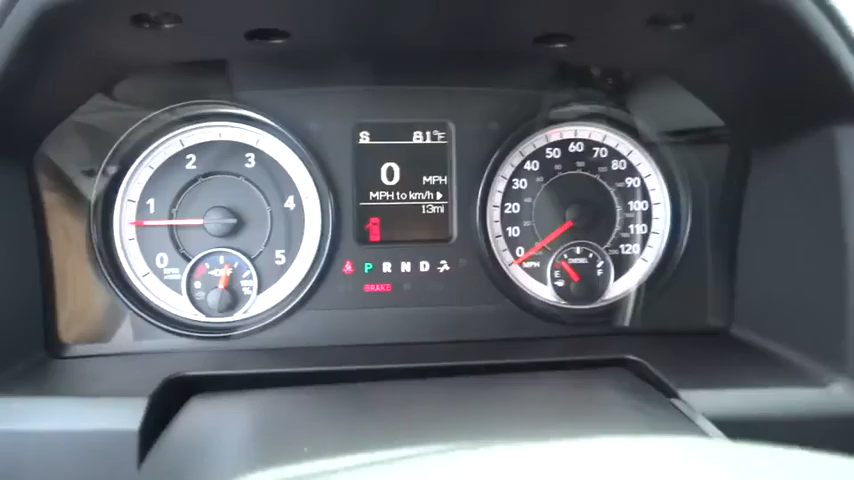 S 81°F
0 MPH
MPH to km/h
13mi
0 1 2 3 4 5
RPM
0 10 20 30 40 50 60 70 80 90 100 110 120
MPH
DIESEL
E F
P R N D
BRAKE